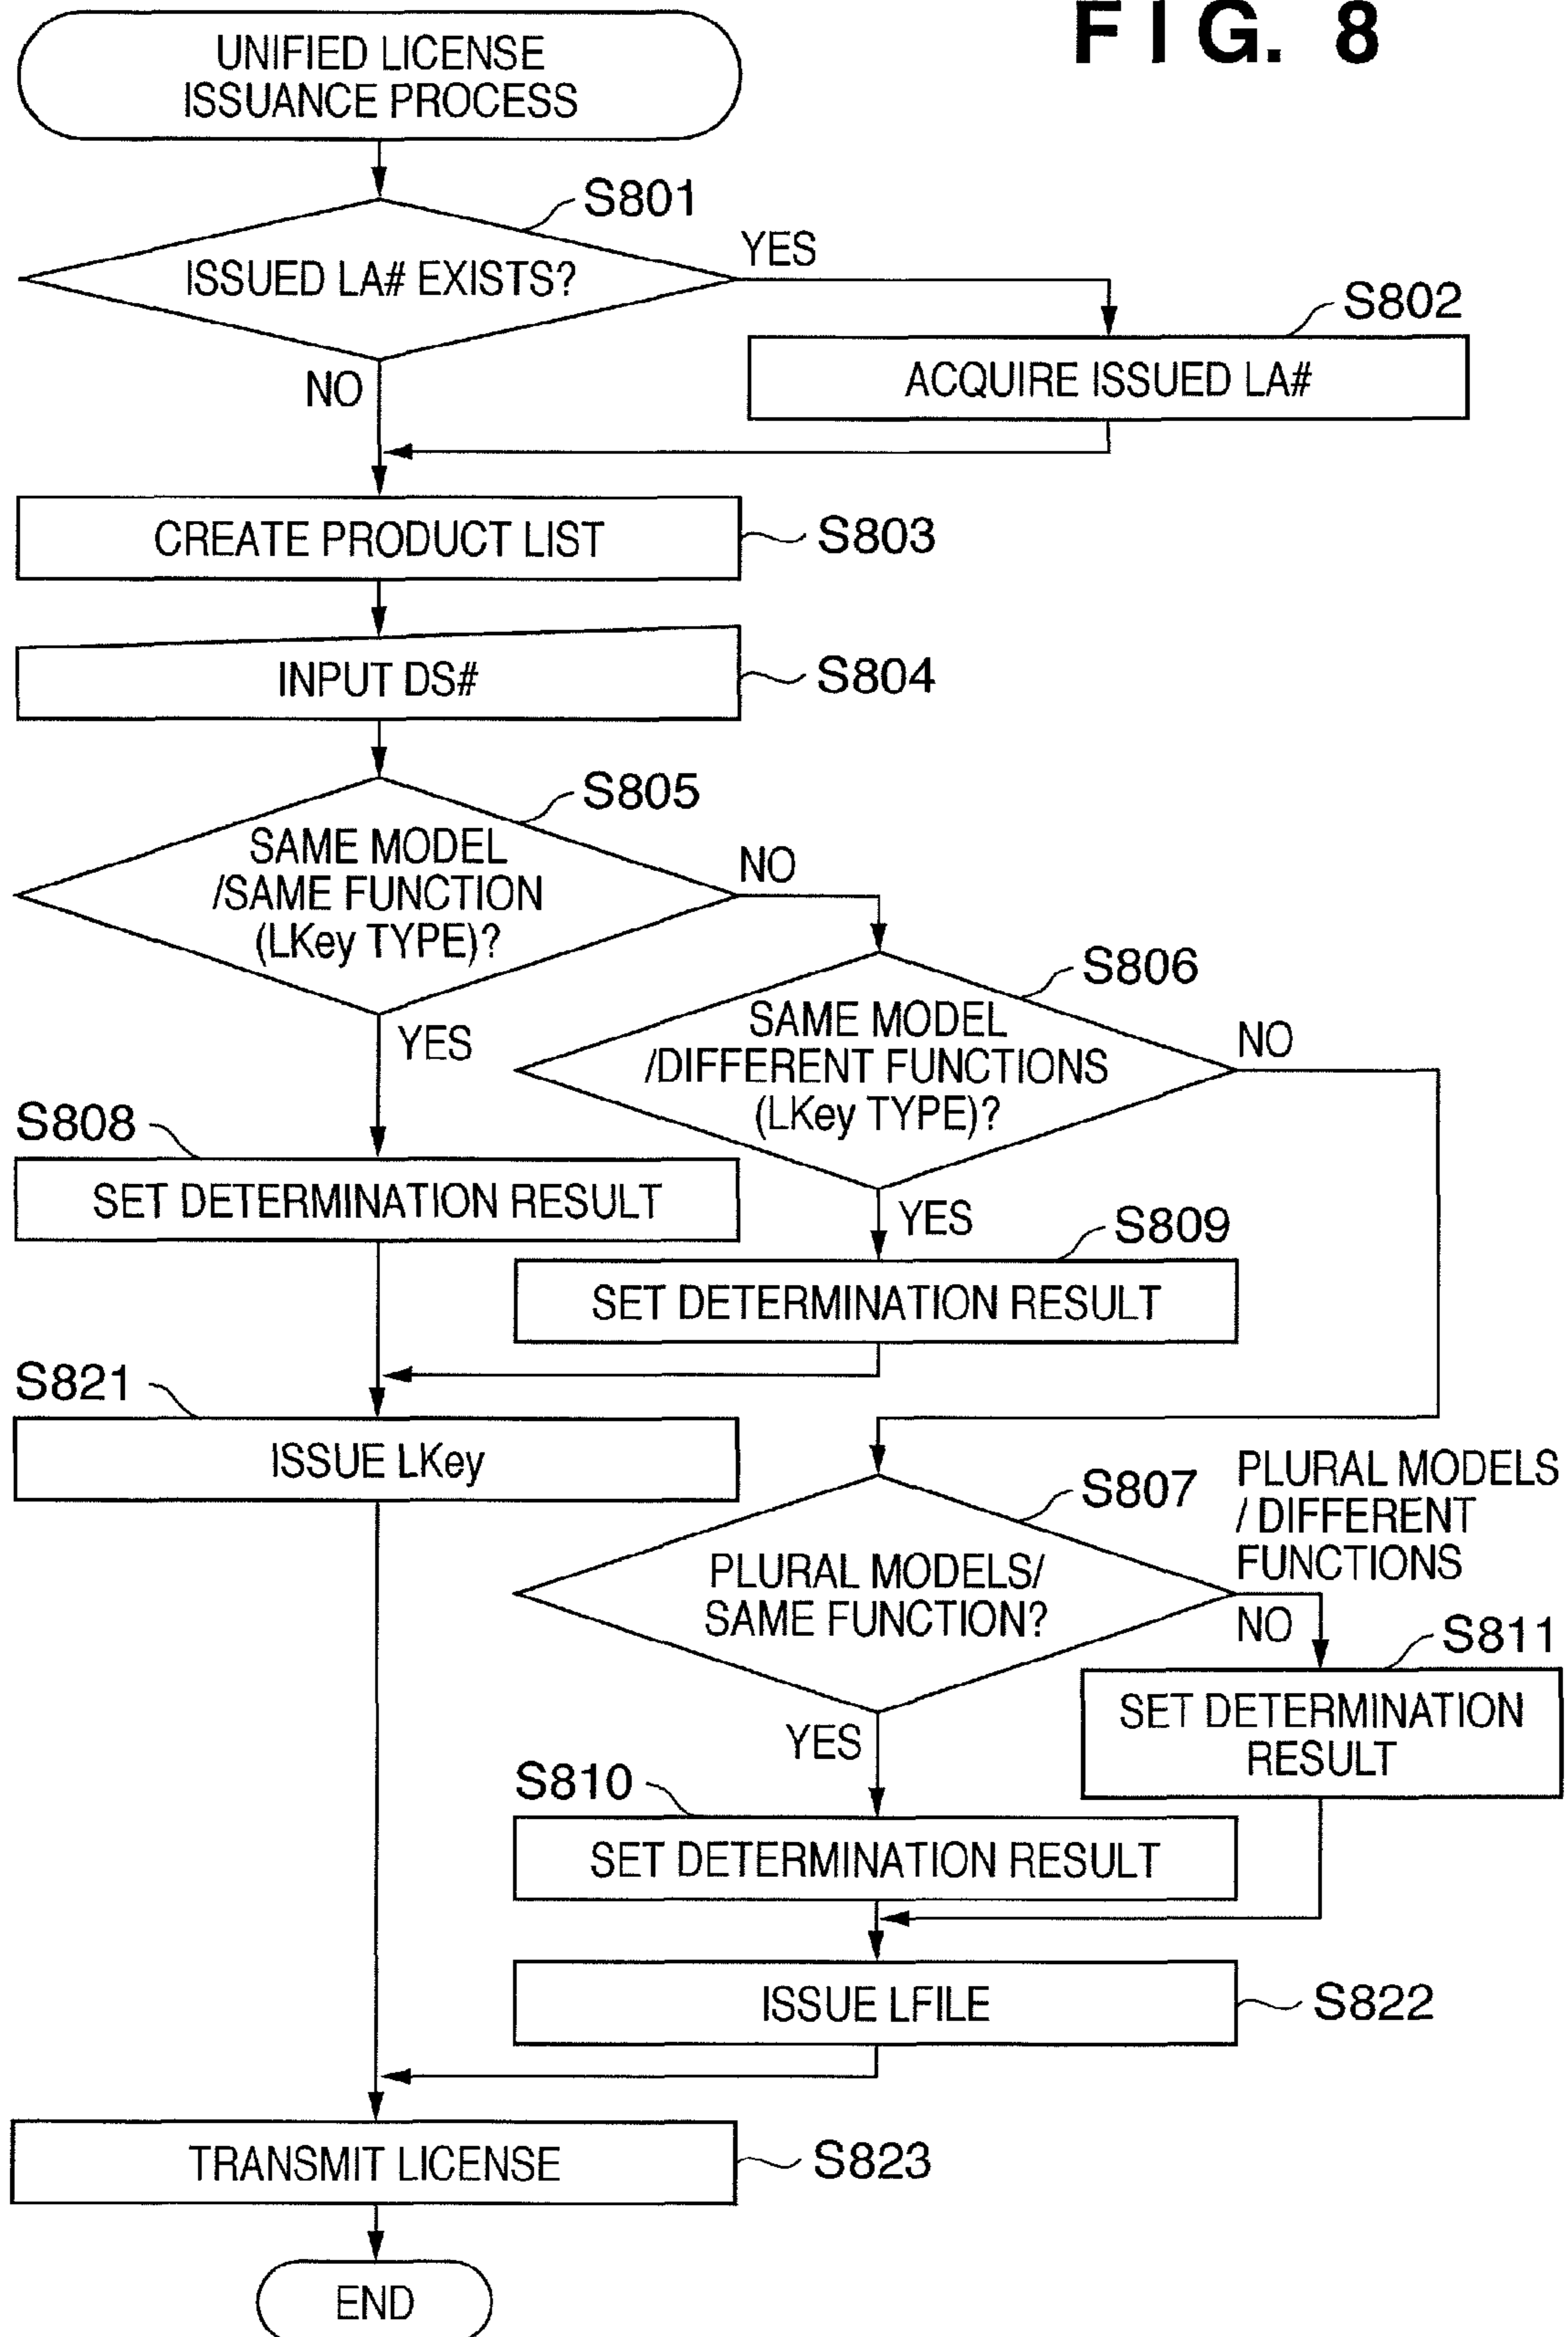 FIG. 8
UNIFIED LICENSE
ISSUANCE PROCESS
S801
ISSUED LA# EXISTS?
YES
NO
S802
ACQUIRE ISSUED LA#
CREATE PRODUCT LIST
S803
INPUT DS#
S804
S805
SAME MODEL
/SAME FUNCTION
(LKey TYPE)?
NO
YES
S806
SAME MODEL
/DIFFERENT FUNCTIONS
(LKey TYPE)?
NO
YES
S808
SET DETERMINATION RESULT
S809
SET DETERMINATION RESULT
S821
ISSUE LKey
S807
PLURAL MODELS/
SAME FUNCTION?
PLURAL MODELS
/ DIFFERENT
FUNCTIONS
NO
YES
S811
SET DETERMINATION
RESULT
S810
SET DETERMINATION RESULT
ISSUE LFILE
S822
TRANSMIT LICENSE
S823
END